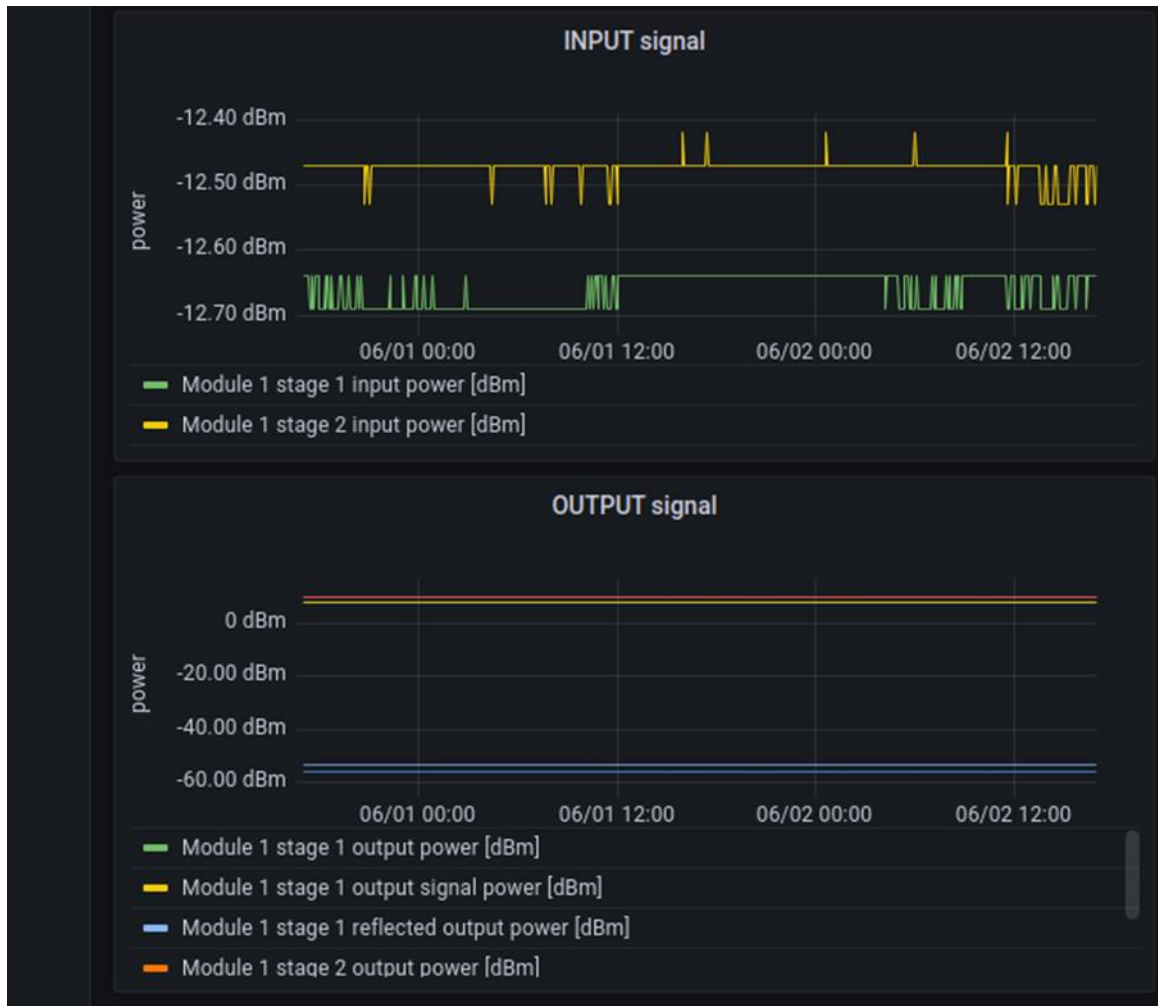 INPUT signal
-12.40 dBm
-12.50 dBm
-12.60 dBm
-12.70 dBm
power
06/01 00:00 06/01 12:00 06/02 00:00 06/02 12:00
Module 1 stage 1 input power [dBm]
Module 1 stage 2 input power [dBm]
OUTPUT signal
0 dBm
-20.00 dBm
-40.00 dBm
-60.00 dBm
power
06/01 00:00 06/01 12:00 06/02 00:00 06/02 12:00
Module 1 stage 1 output power [dBm]
Module 1 stage 1 output signal power [dBm]
Module 1 stage 1 reflected output power [dBm]
Module 1 stage 2 output power [dBm]